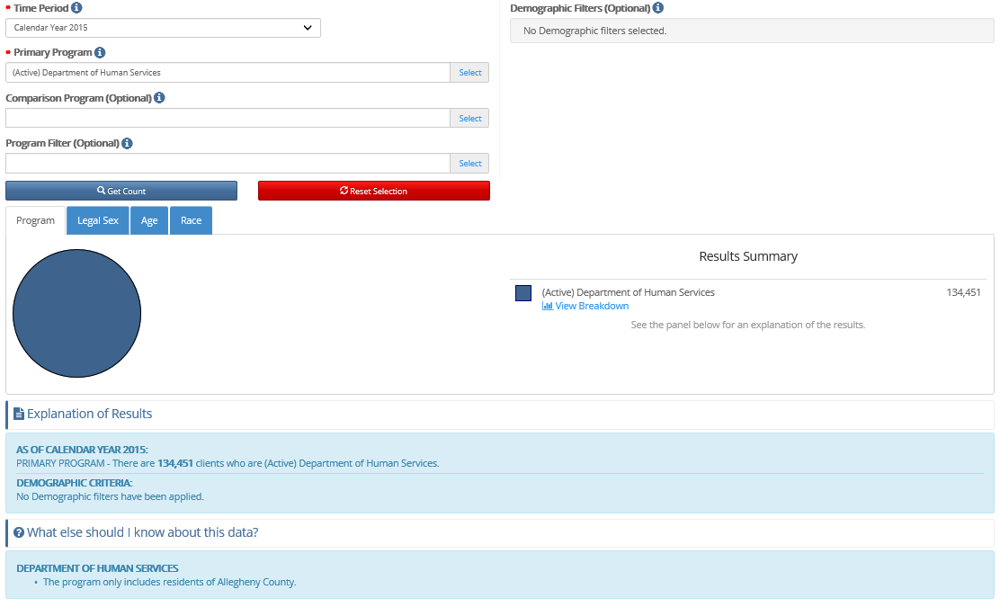 * Time Period
Calendar Year 2015
* Primary Program
(Active) Department of Human Services
Select
Comparison Program (Optional)
Select
Program Filter (Optional)
Select
Get Count
Reset Selection
Demographic Filters (Optional)
No Demographic filters selected.
Program
Legal Sex
Age
Race
Results Summary
(Active) Department of Human Services 134,451
View Breakdown
See the panel below for an explanation of the results.
Explanation of Results
AS OF CALENDAR YEAR 2015:
PRIMARY PROGRAM - There are 134,451 clients who are (Active) Department of Human Services.
DEMOGRAPHIC CRITERIA:
No Demographic filters have been applied.
What else should I know about this data?
DEPARTMENT OF HUMAN SERVICES
• The program only includes residents of Allegheny County.